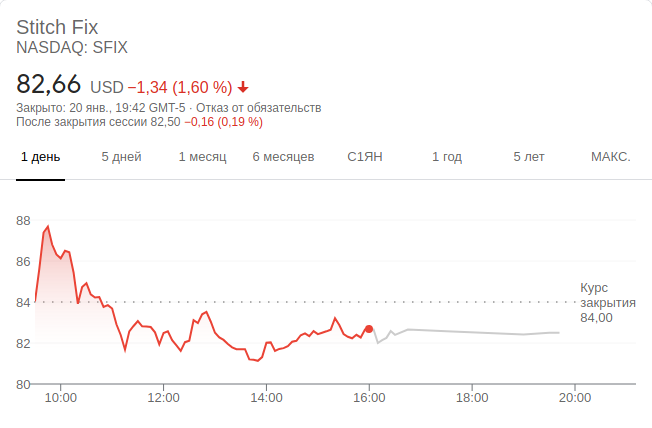 Stitch Fix
NASDAQ: SFIX
82,66 USD −1,34 (1,60 %)
Закрыто: 20 янв., 19:42 GMT-5 · Отказ от обязательств
После закрытия сессии 82,50 −0,16 (0,19 %)
1 день 5 дней 1 месяц 6 месяцев С1ЯН 1 год 5 лет МАКС.
88
86
84
82
80
Курс
закрытия
84,00
10:00 12:00 14:00 16:00 18:00 20:00